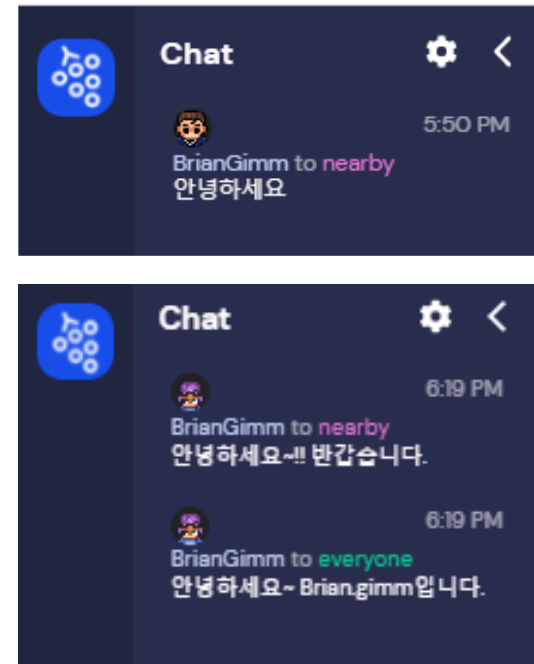 Chat
5:50 PM
BrianGimm to nearby
안녕하세요
Chat
6:19 PM
BrianGimm to nearby
안녕하세요~!! 반갑습니다.
6:19 PM
BrianGimm to everyone
안녕하세요~ Brian.gimm입니다.